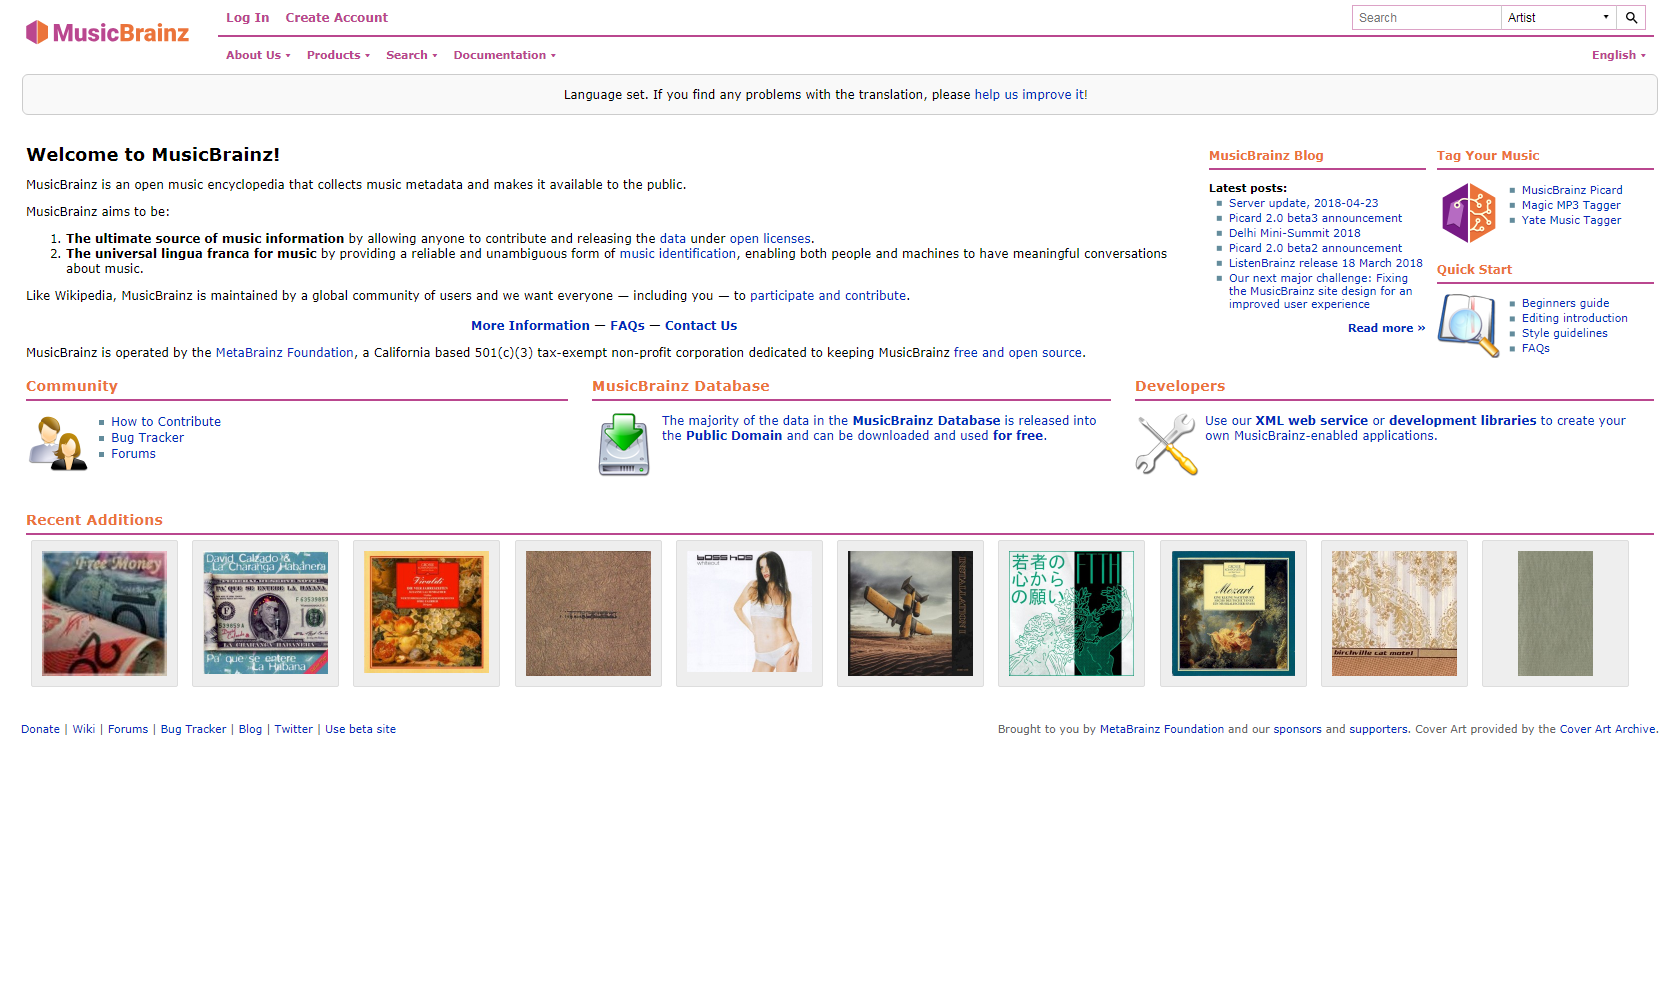 MusicBrainz
Log In Create Account
Search Artist
About Us Products Search Documentation
English
Language set. If you find any problems with the translation, please help us improve it!
Welcome to MusicBrainz!
MusicBrainz is an open music encyclopedia that collects music metadata and makes it available to the public.
MusicBrainz aims to be:
1. The ultimate source of music information by allowing anyone to contribute and releasing the data under open licenses.
2. The universal lingua franca for music by providing a reliable and unambiguous form of music identification, enabling both people and machines to have meaningful conversations
about music.
Like Wikipedia, MusicBrainz is maintained by a global community of users and we want everyone — including you — to participate and contribute.
More Information — FAQs — Contact Us
MusicBrainz is operated by the MetaBrainz Foundation, a California based 501(c)(3) tax-exempt non-profit corporation dedicated to keeping MusicBrainz free and open source.
MusicBrainz Blog
Latest posts:
Server update, 2018-04-23
Picard 2.0 beta3 announcement
Delhi Mini-Summit 2018
Picard 2.0 beta2 announcement
ListenBrainz release 18 March 2018
Our next major challenge: Fixing
the MusicBrainz site design for an
improved user experience
Read more »
Tag Your Music
MusicBrainz Picard
Magic MP3 Tagger
Yate Music Tagger
Quick Start
Beginners guide
Editing introduction
Style guidelines
FAQs
Community
How to Contribute
Bug Tracker
Forums
MusicBrainz Database
The majority of the data in the MusicBrainz Database is released into
the Public Domain and can be downloaded and used for free.
Developers
Use our XML web service or development libraries to create your
own MusicBrainz-enabled applications.
Recent Additions
Free Money
David Calzado &
La Charanga Habanera
FEDERAL RESERVE NOTE
PA' QUE SE ENTERE LA HABANA
LA CHARANGA HABANERA
Pa' que se entere
La Habana
Vivaldi
BOSS HOG
whiteout
若者の
心から
の願い
Mozart
birchville cat motel
Donate | Wiki | Forums | Bug Tracker | Blog | Twitter | Use beta site
Brought to you by MetaBrainz Foundation and our sponsors and supporters. Cover Art provided by the Cover Art Archive.